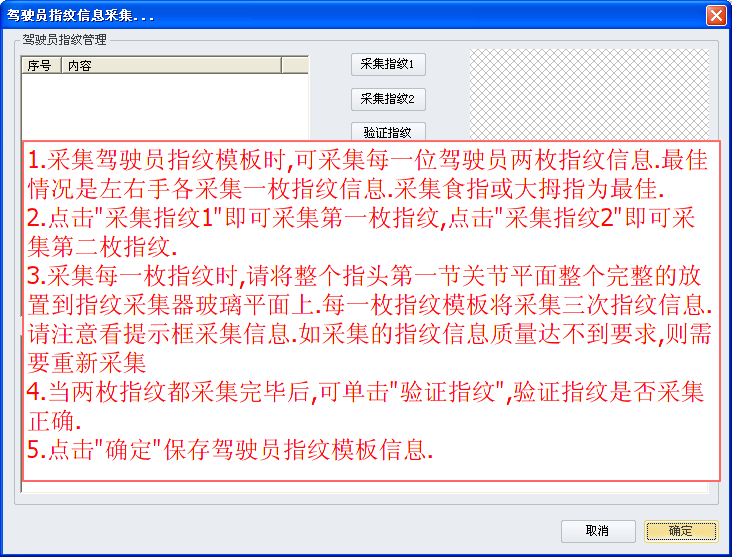 驾驶员指纹信息采集...
驾驶员指纹管理
序号 内容
采集指纹1
采集指纹2
验证指纹
1.采集驾驶员指纹模板时,可采集每一位驾驶员两枚指纹信息.最佳
情况是左右手各采集一枚指纹信息.采集食指或大拇指为最佳.
2.点击"采集指纹1"即可采集第一枚指纹,点击"采集指纹2"即可采
集第二枚指纹.
3.采集每一枚指纹时,请将整个指头第一节关节平面整个完整的放
置到指纹采集器玻璃平面上.每一枚指纹模板将采集三次指纹信息.
请注意看提示框采集信息.如采集的指纹信息质量达不到要求,则需
要重新采集
4.当两枚指纹都采集完毕后,可单击"验证指纹",验证指纹是否采集
正确.
5.点击"确定"保存驾驶员指纹模板信息.
取消 确定